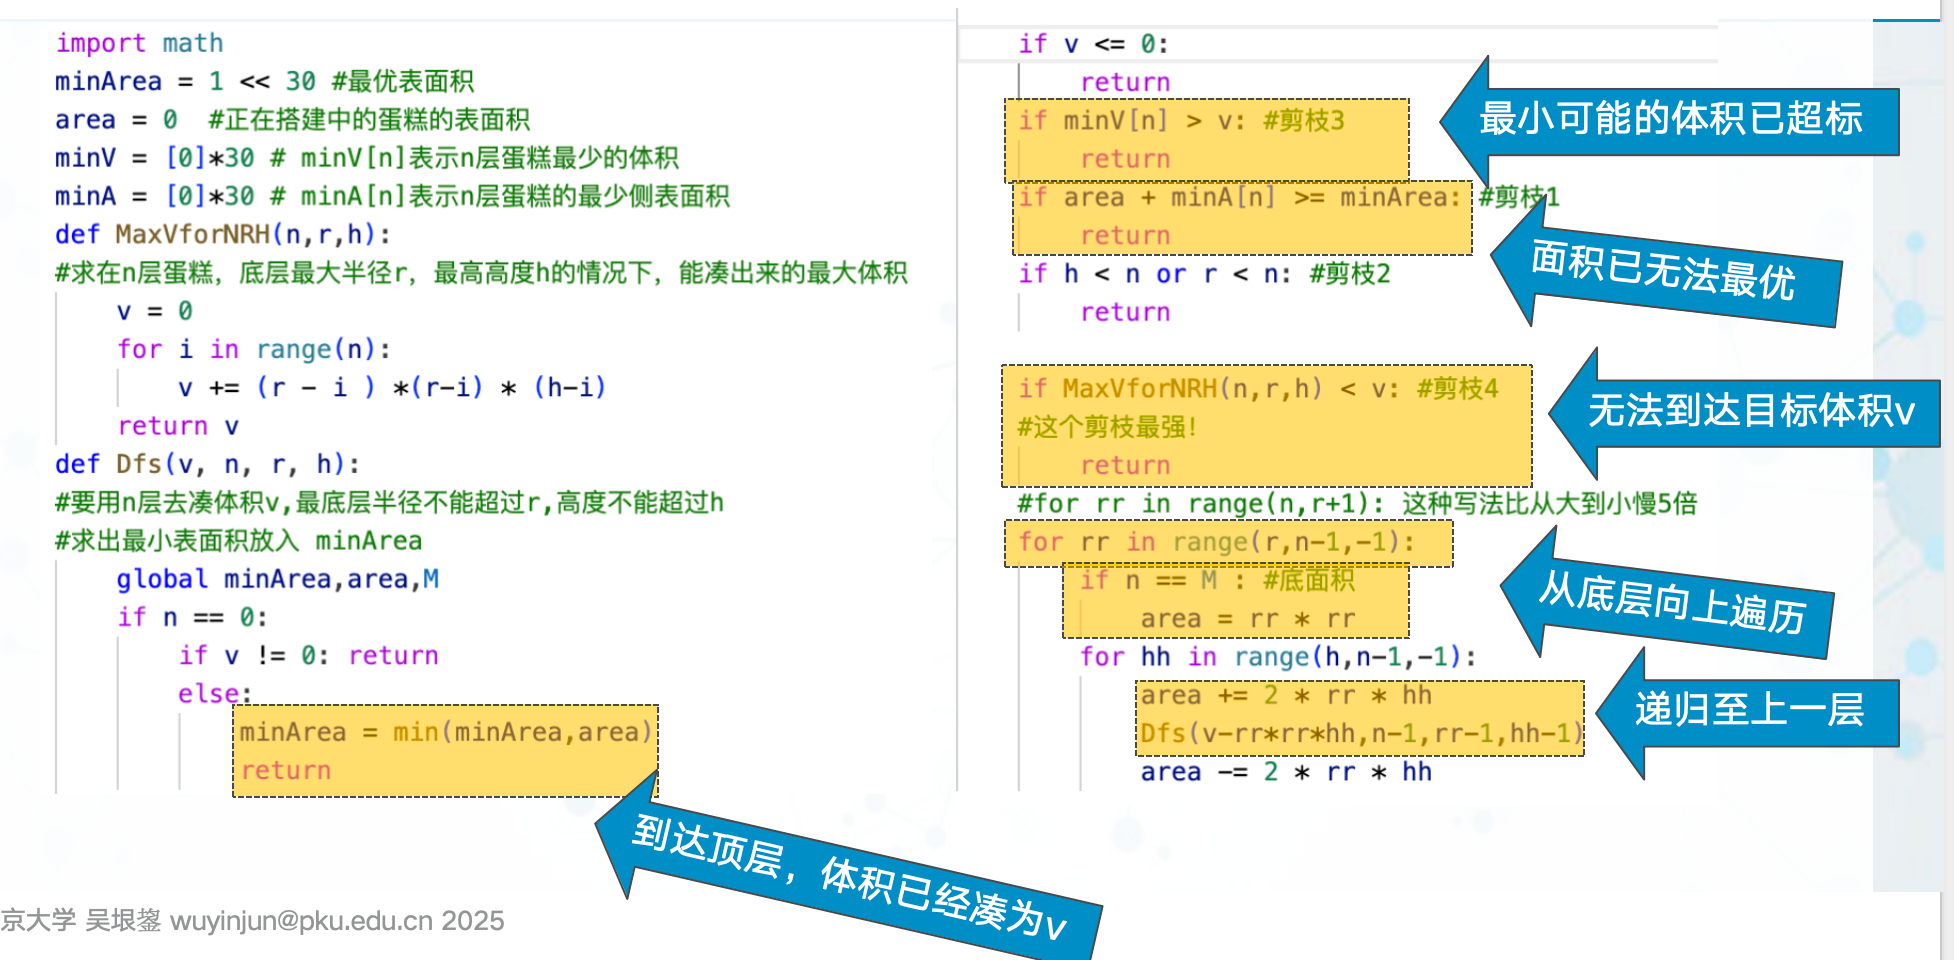 import math
minArea = 1 << 30 #最优表面积
area = 0  #正在搭建中的蛋糕的表面积
minV = [0]*30 # minV[n]表示n层蛋糕最少的体积
minA = [0]*30 # minA[n]表示n层蛋糕的最少侧表面积
def MaxVforNRH(n,r,h):
#求在n层蛋糕，底层最大半径r，最高高度h的情况下，能凑出来的最大体积
    v = 0
    for i in range(n):
        v += (r - i ) *(r-i) * (h-i)
    return v
def Dfs(v, n, r, h):
#要用n层去凑体积v,最底层半径不能超过r,高度不能超过h
#求出最小表面积放入 minArea
    global minArea,area,M
    if n == 0:
        if v != 0: return
        else:
            minArea = min(minArea,area)
            return
到达顶层，体积已经凑为v
    if v <= 0:
        return
    if minV[n] > v: #剪枝3
        return
最小可能的体积已超标
    if area + minA[n] >= minArea: #剪枝1
        return
面积已无法最优
    if h < n or r < n: #剪枝2
        return
    if MaxVforNRH(n,r,h) < v: #剪枝4
    #这个剪枝最强!
        return
无法到达目标体积v
    #for rr in range(n,r+1): 这种写法比从大到小慢5倍
    for rr in range(r,n-1,-1):
        if n == M : #底面积
            area = rr * rr
从底层向上遍历
        for hh in range(h,n-1,-1):
            area += 2 * rr * hh
            Dfs(v-rr*rr*hh,n-1,rr-1,hh-1)
递归至上一层
            area -= 2 * rr * hh
京大学 吴垠鋆 wuyinjun@pku.edu.cn 2025